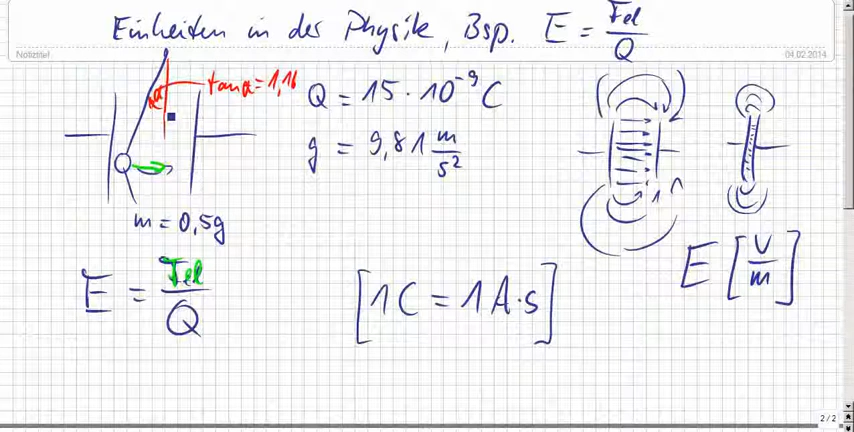 Einheiten in der Physik, Bsp. E = Fel / Q
Notiztitel
04.02.2014
tanα = 1,16
α
Q = 15 · 10⁻⁹ C
g = 9,81 m/s²
m = 0,5g
E = Fel / Q
[1C = 1A·s]
E [V/m]
2/2